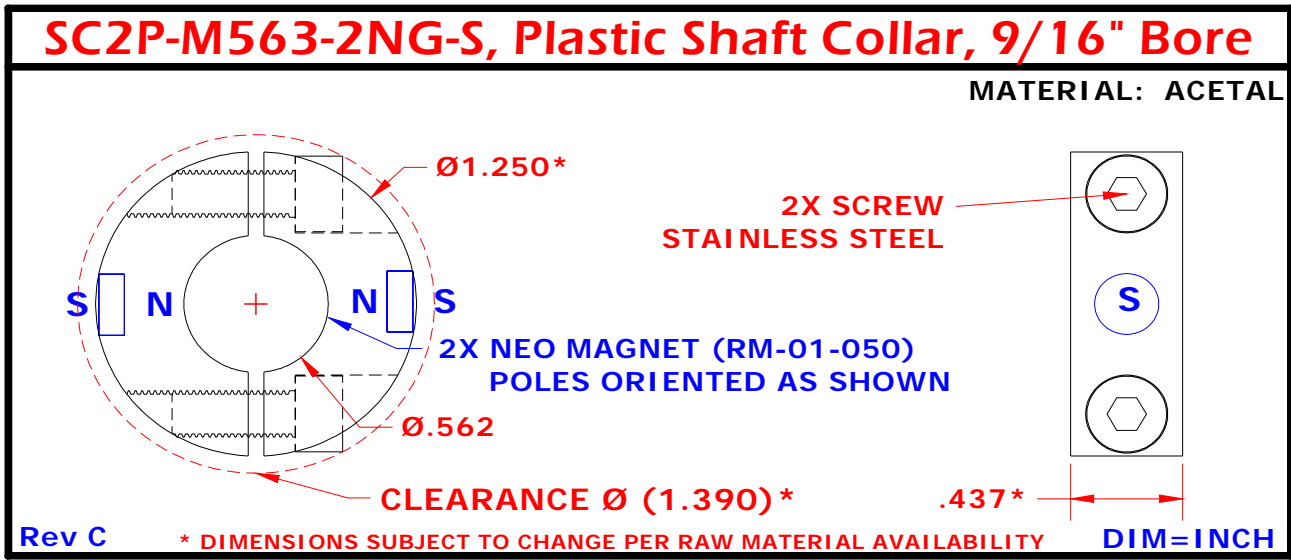 SC2P-M563-2NG-S, Plastic Shaft Collar, 9/16" Bore
MATERIAL: ACETAL
Ø1.250*
2X SCREW
STAINLESS STEEL
S N N S
S
2X NEO MAGNET (RM-01-050)
POLES ORIENTED AS SHOWN
Ø.562
CLEARANCE Ø (1.390)*
.437*
Rev C
* DIMENSIONS SUBJECT TO CHANGE PER RAW MATERIAL AVAILABILITY
DIM=INCH